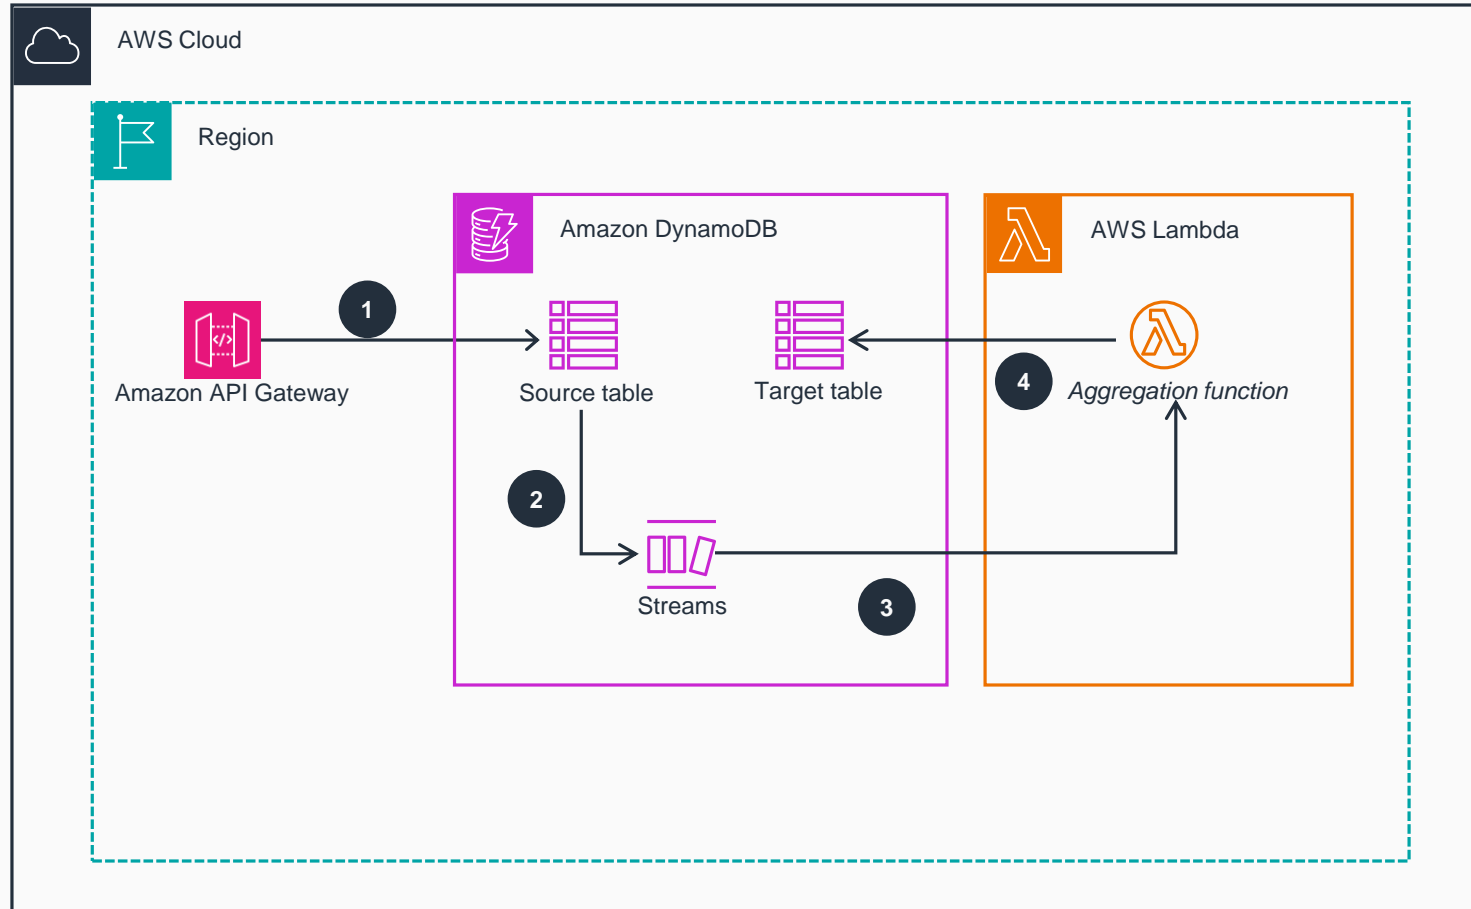 AWS Cloud
Region
Amazon DynamoDB
AWS Lambda
1
</>
Amazon API Gateway
Source table
Target table
4
Aggregation function
2
Streams
3